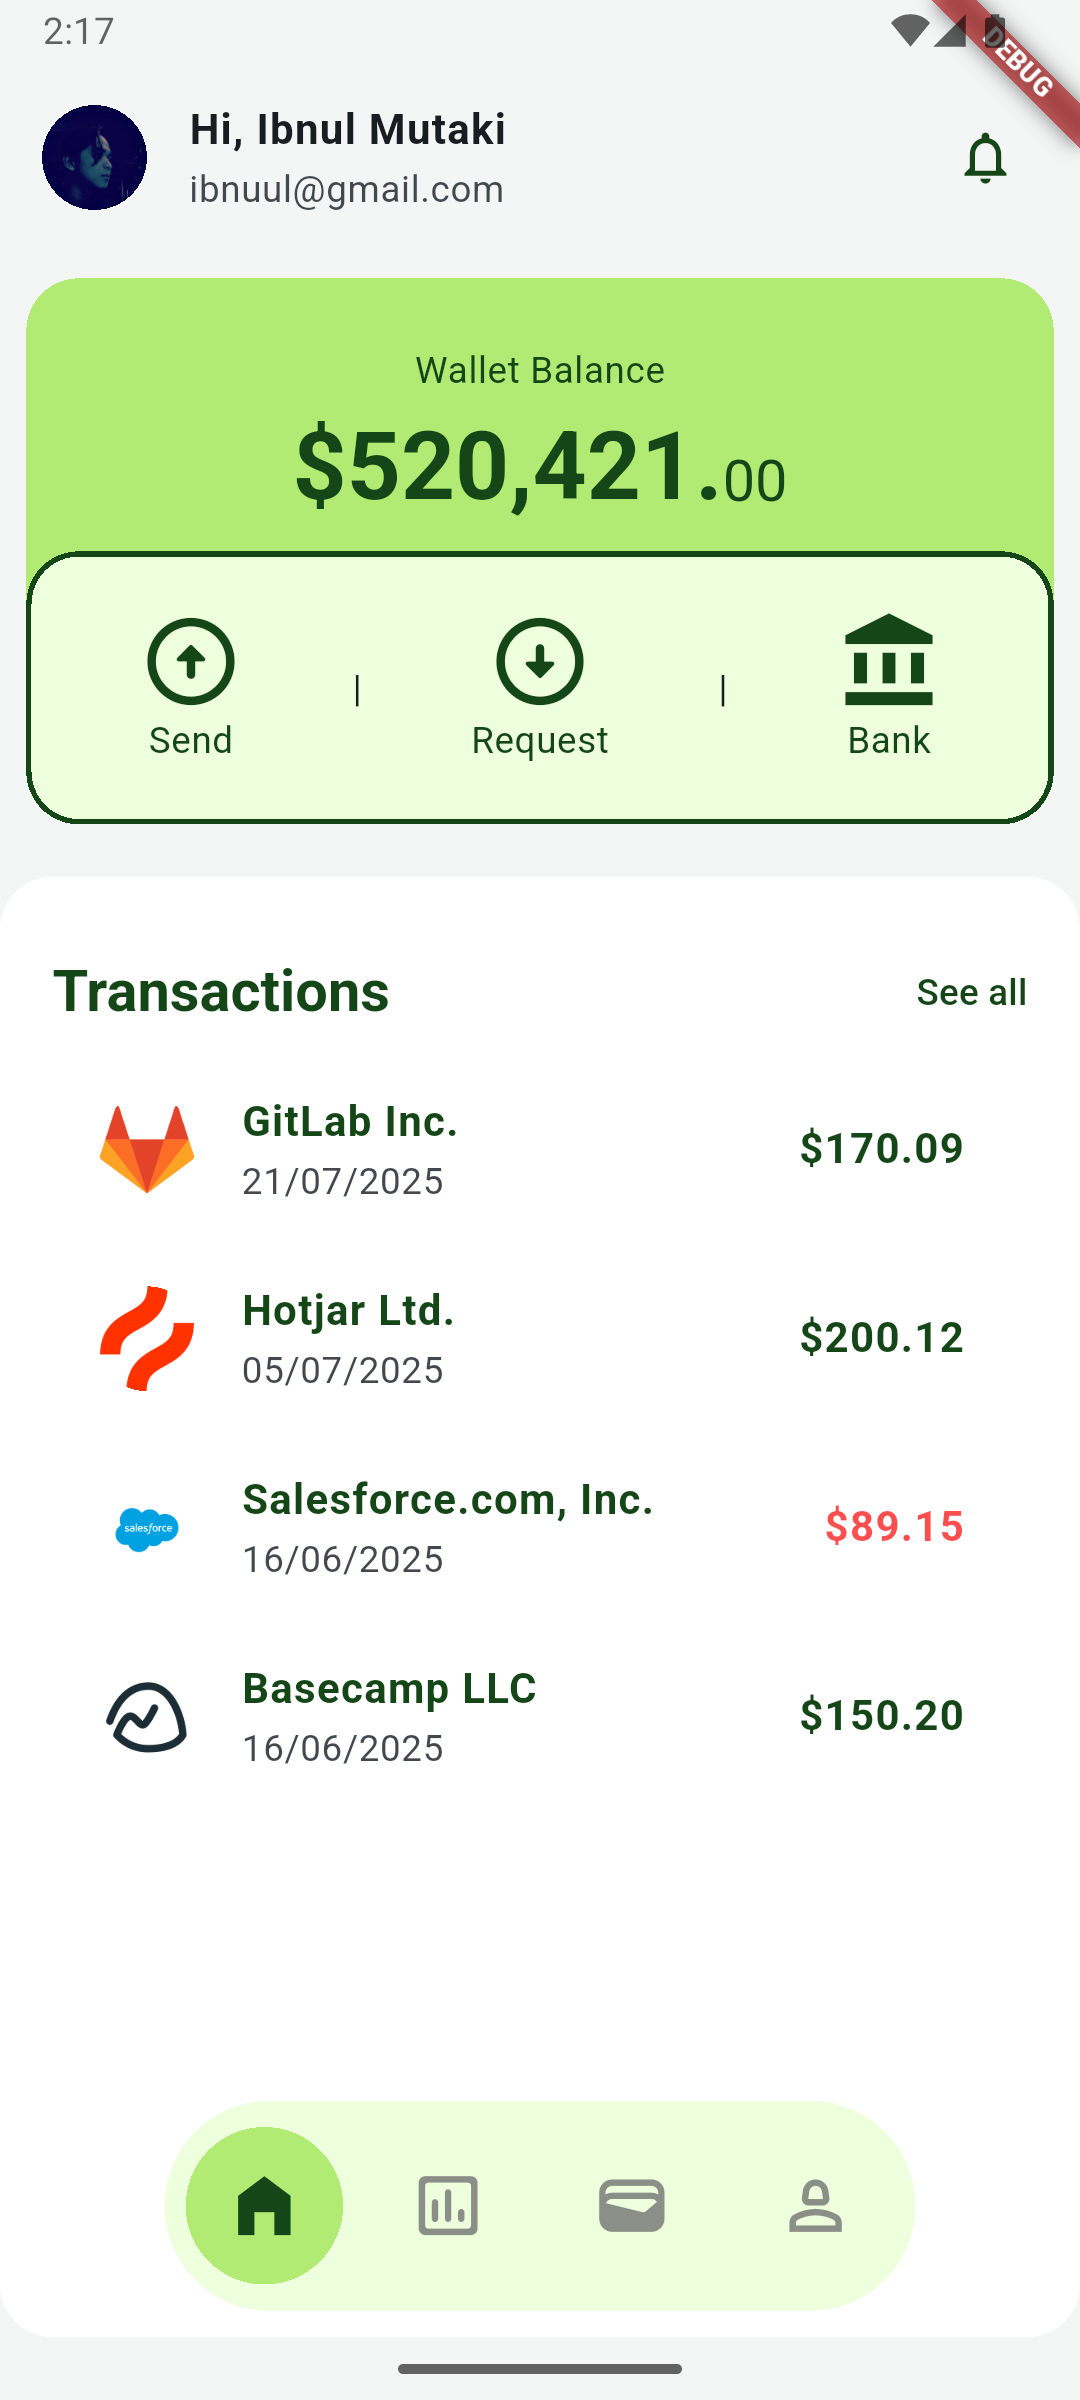 2:17
DEBUG
Hi, Ibnul Mutaki
ibnuul@gmail.com
Wallet Balance
$520,421.00
Send | Request | Bank
Transactions See all
GitLab Inc.
21/07/2025
$170.09
Hotjar Ltd.
05/07/2025
$200.12
salesforce
Salesforce.com, Inc.
16/06/2025
$89.15
Basecamp LLC
16/06/2025
$150.20